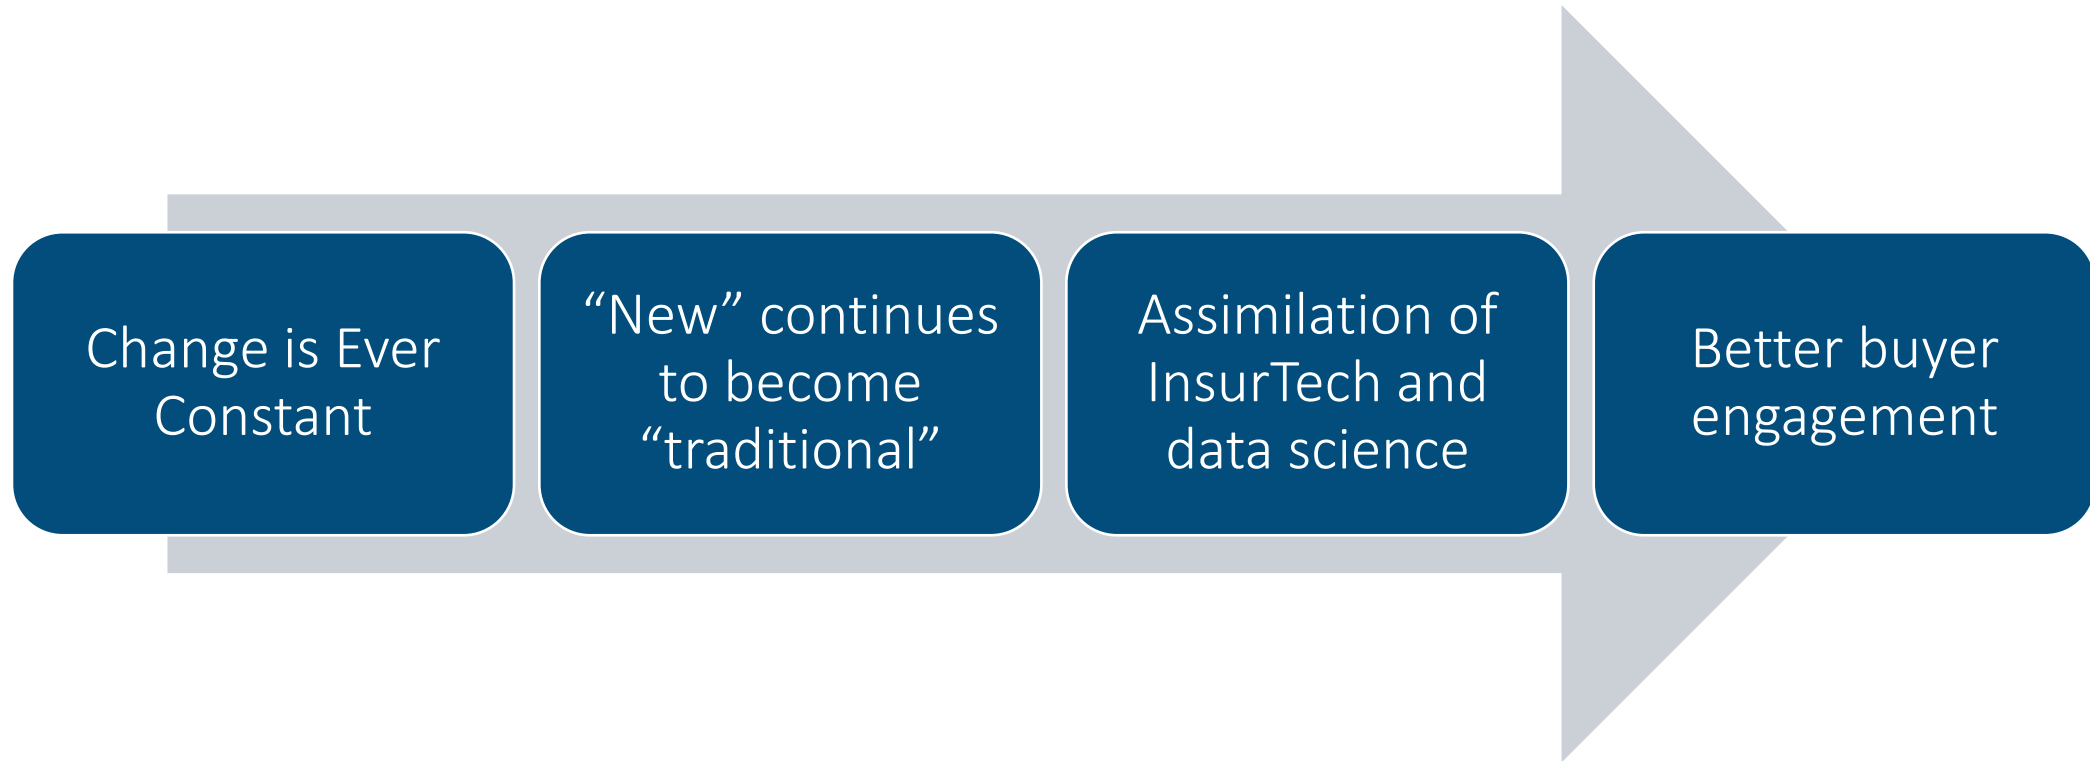 Change is Ever
Constant
“New” continues
to become
“traditional”
Assimilation of
InsurTech and
data science
Better buyer
engagement